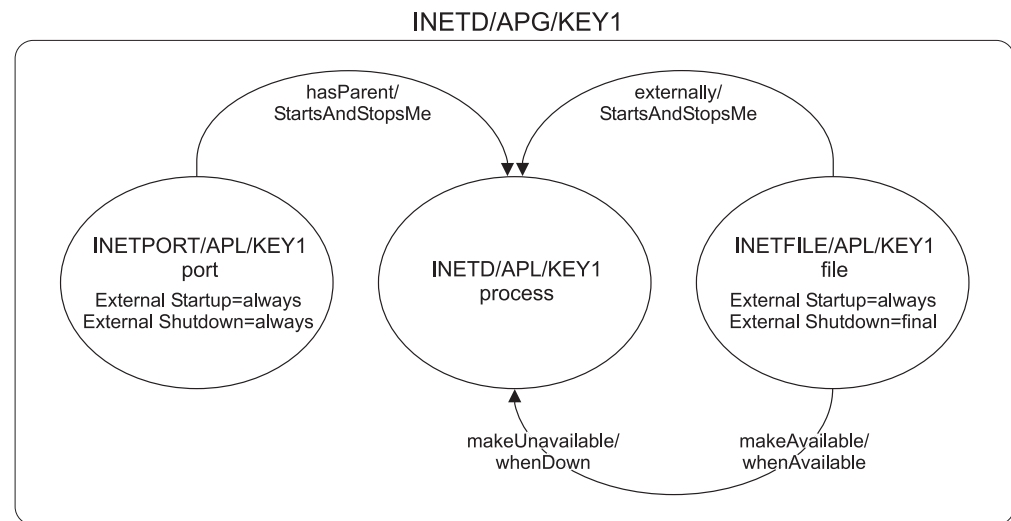 INETD/APG/KEY1
hasParent/
StartsAndStopsMe
externally/
StartsAndStopsMe
INETPORT/APL/KEY1
port
External Startup=always
External Shutdown=always
INETD/APL/KEY1
process
INETFILE/APL/KEY1
file
External Startup=always
External Shutdown=final
makeUnavailable/
whenDown
makeAvailable/
whenAvailable